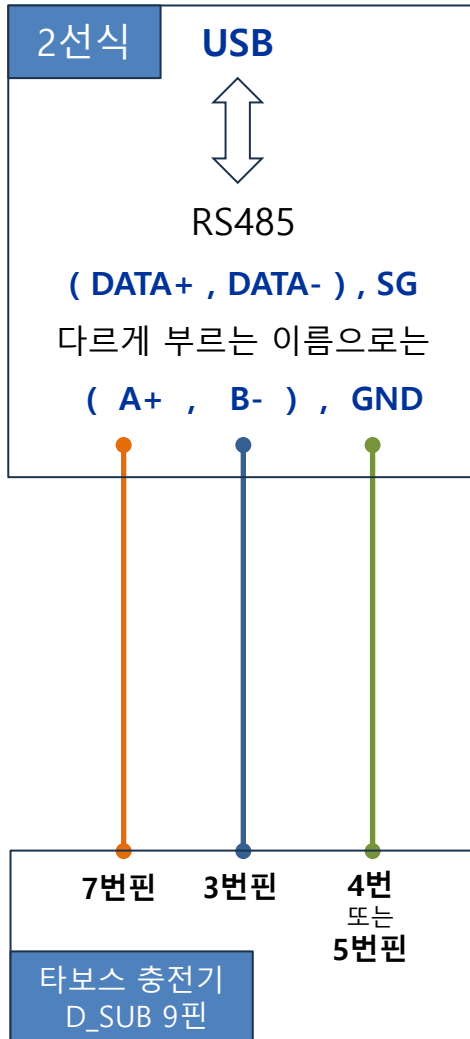 2선식
USB
RS485
( DATA+ , DATA- ) , SG
다르게 부르는 이름으로는
( A+ , B- ) , GND
7번핀
3번핀
4번
또는
5번핀
타보스 충전기
D_SUB 9핀